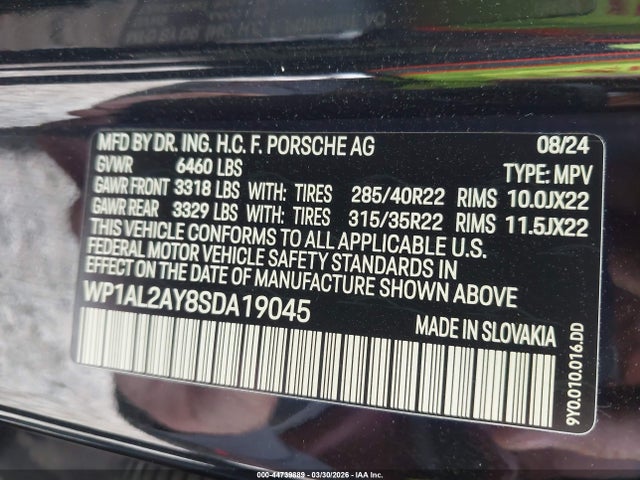 MFD BY DR. ING. H.C. F. PORSCHE AG 08/24
GVWR 6460 LBS TYPE: MPV
GAWR FRONT 3318 LBS WITH: TIRES 285/40R22 RIMS 10.0JX22
GAWR REAR 3329 LBS WITH: TIRES 315/35R22 RIMS 11.5JX22
THIS VEHICLE CONFORMS TO ALL APPLICABLE U.S.
FEDERAL MOTOR VEHICLE SAFETY STANDARDS IN
EFFECT ON THE DATE OF MANUFACTURE SHOWN ABOVE
WP1AL2AY8SDA19045
MADE IN SLOVAKIA
9Y0.010.016.DD
000-44739889 | 03/30/2026 | IAA Inc.